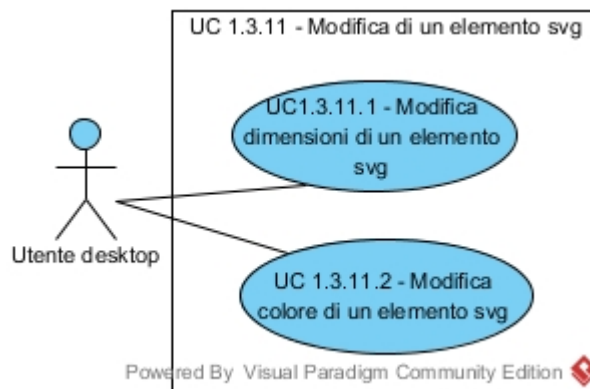 UC 1.3.11 - Modifica di un elemento svg
UC1.3.11.1 - Modifica
dimensioni di un elemento
svg
Utente desktop
UC 1.3.11.2 - Modifica
colore di un elemento svg
Powered By Visual Paradigm Community Edition